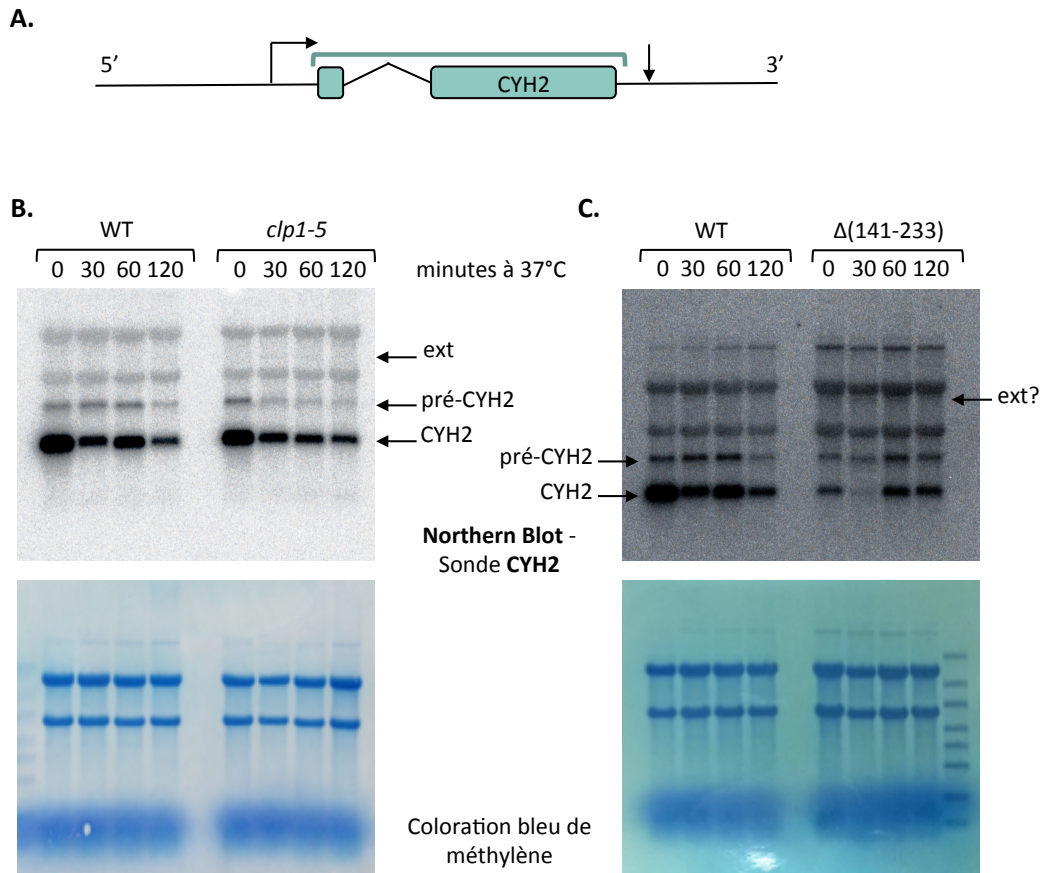 A.
5’
3’
CYH2
B.
WT
clp1-5
0 30 60 120
0 30 60 120
minutes à 37°C
ext
pré-CYH2
CYH2
C.
WT
Δ(141-233)
0 30 60 120
0 30 60 120
ext?
pré-CYH2
CYH2
Northern Blot -
Sonde CYH2
Coloration bleu de
méthylène